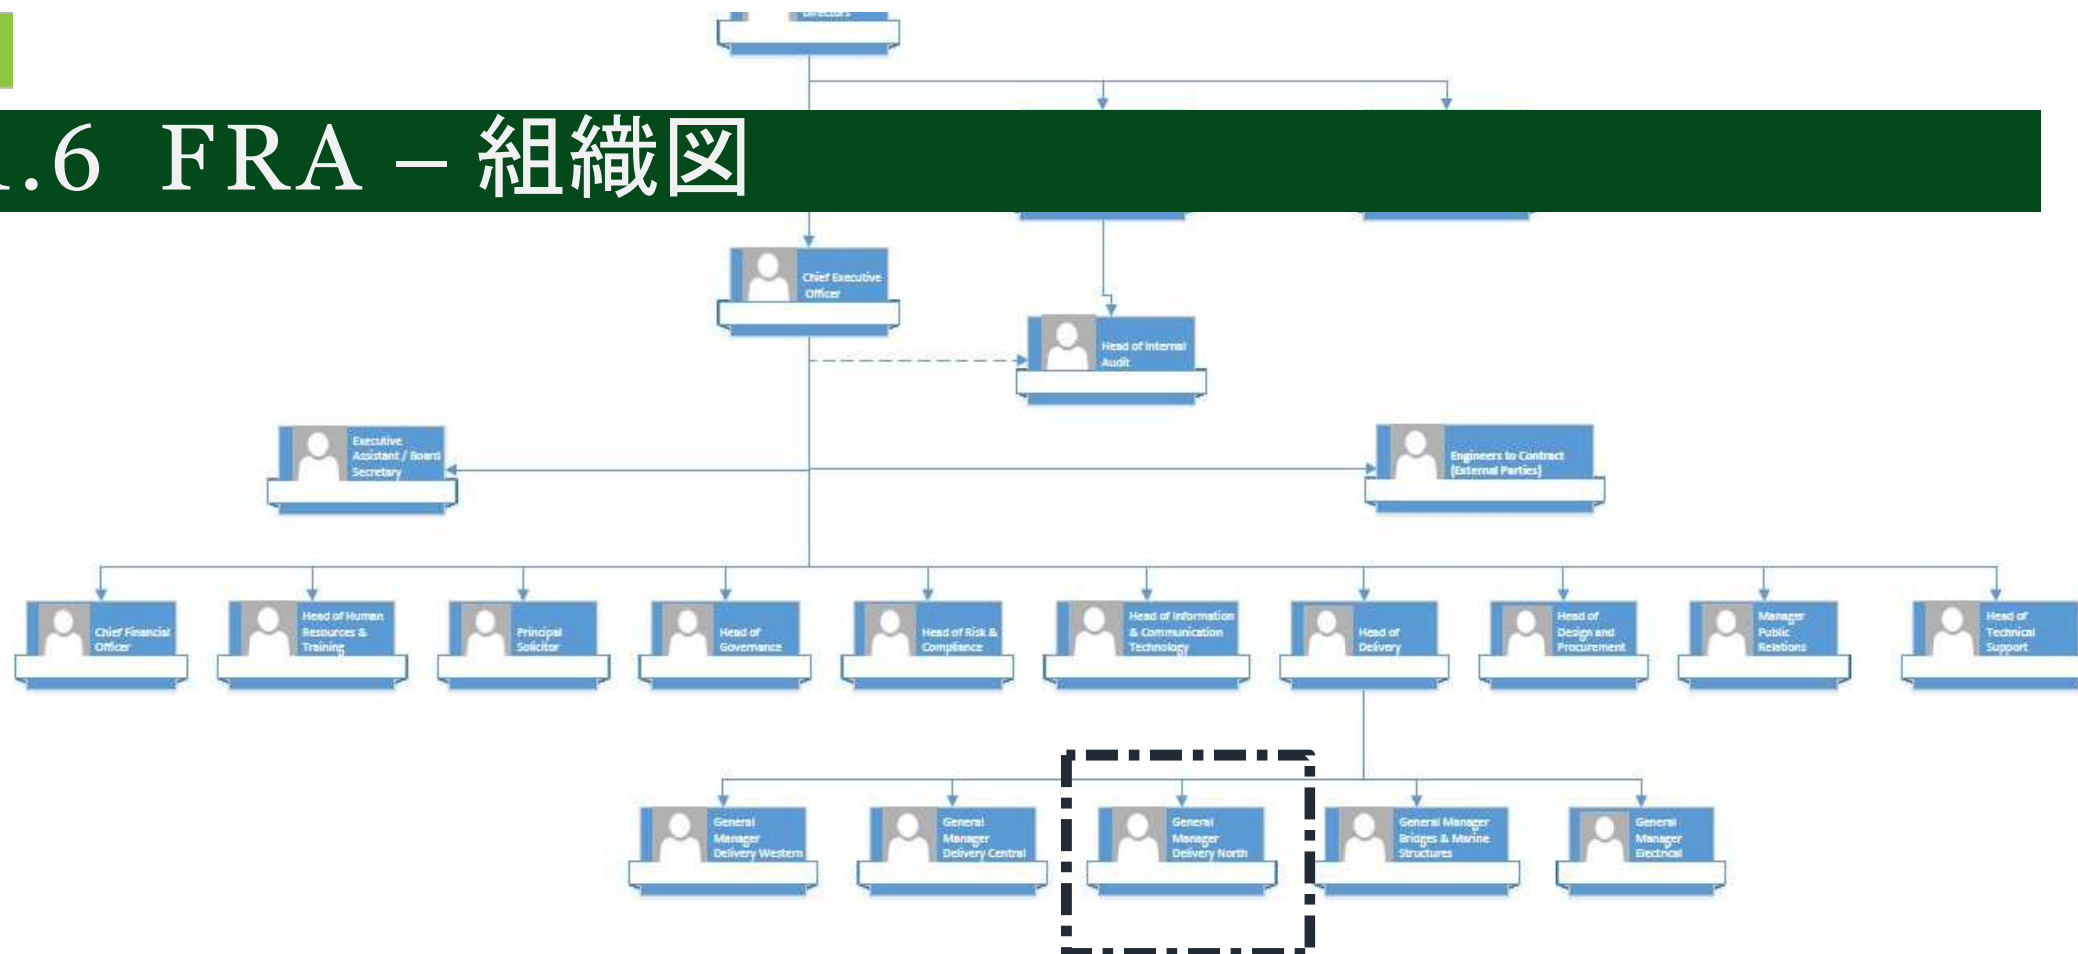 Directors
.6 FRA – 組織図
Chief Executive
Officer
Head of Internal
Audit
Executive
Assistant / Board
Secretary
Engineers to Contract
(External Parties)
Chief Financial
Officer
Head of Human
Resources &
Training
Principal
Solicitor
Head of
Governance
Head of Risk &
Compliance
Head of Information
& Communication
Technology
Head of
Delivery
Head of
Design and
Procurement
Manager
Public
Relations
Head of
Technical
Support
General
Manager
Delivery Western
General
Manager
Delivery Central
General
Manager
Delivery North
General Manager
Bridges & Marine
Structures
General
Manager
Electrical